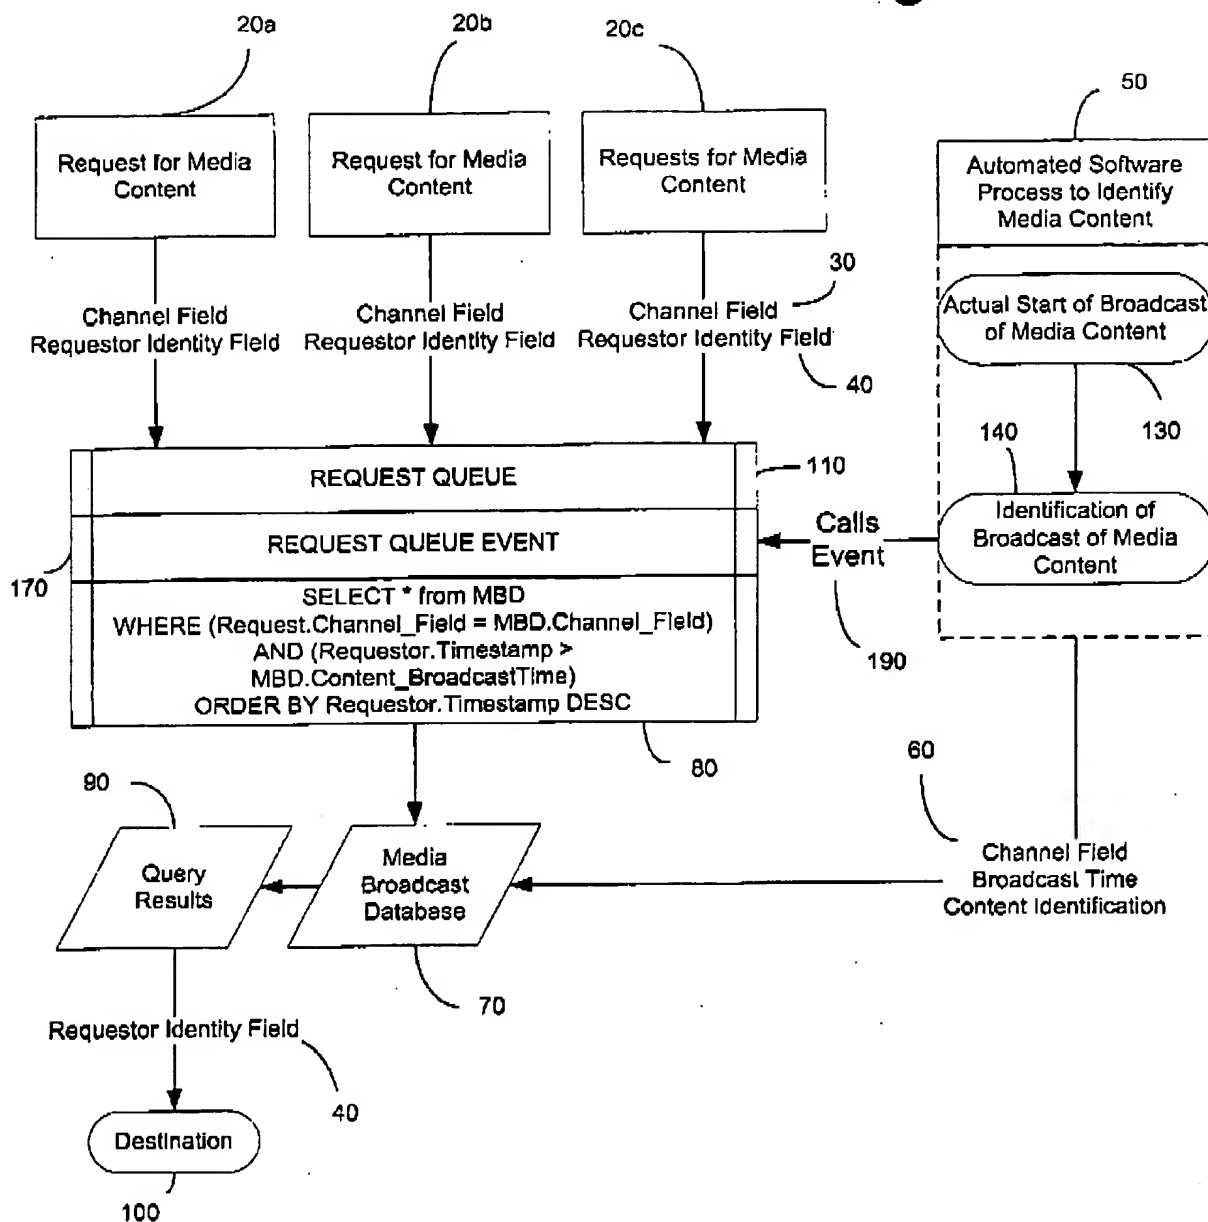 20a
20b
20c
50
Request for Media
Content
Request for Media
Content
Requests for Media
Content
Automated Software
Process to Identify
Media Content
Channel Field
Requestor Identity Field
Channel Field
Requestor Identity Field
30
Channel Field
Requestor Identity Field
40
Actual Start of Broadcast
of Media Content
130
140
Identification of
Broadcast of Media
Content
110
REQUEST QUEUE
REQUEST QUEUE EVENT
170
Calls
Event
190
SELECT * from MBD
WHERE (Request.Channel_Field = MBD.Channel_Field)
AND (Requestor.Timestamp >
MBD.Content_BroadcastTime)
ORDER BY Requestor.Timestamp DESC
80
60
90
Query
Results
Media
Broadcast
Database
70
Channel Field
Broadcast Time
Content Identification
Requestor Identity Field
40
Destination
100